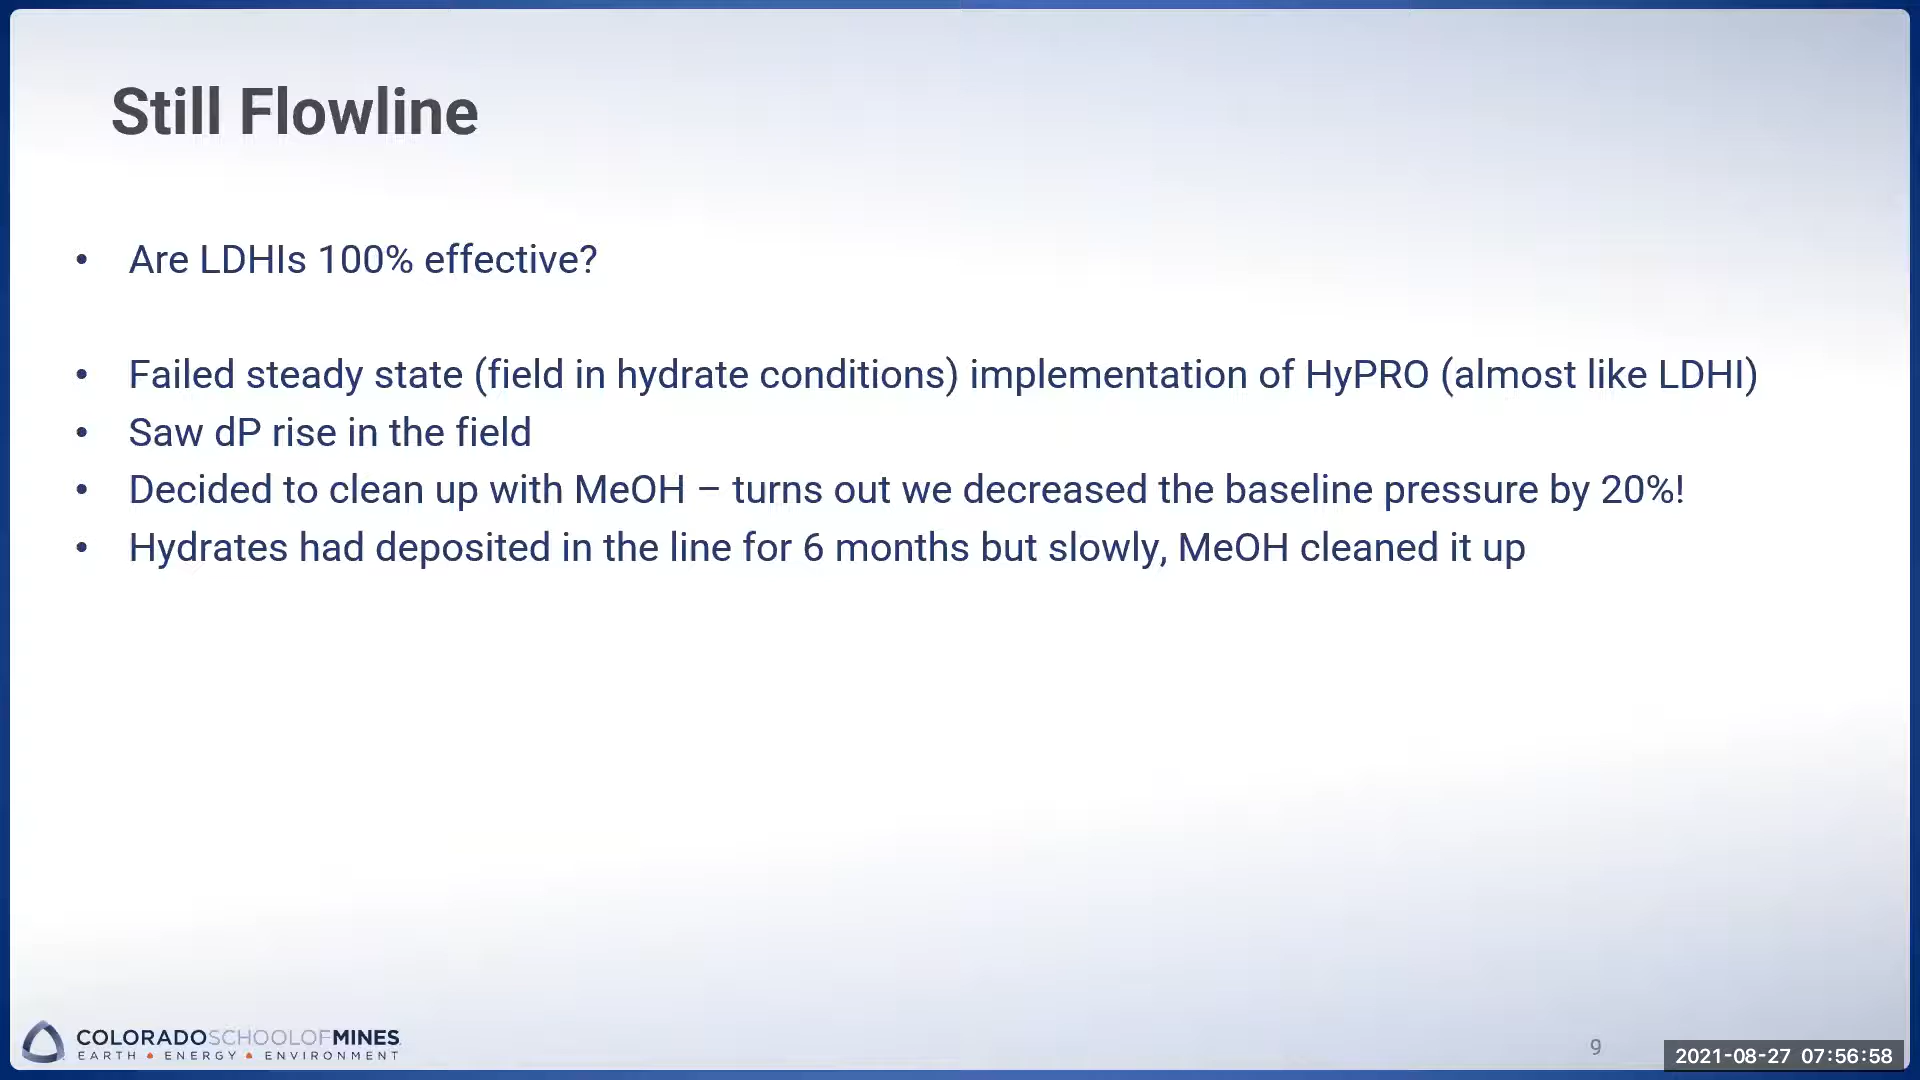 Still Flowline
• Are LDHIs 100% effective?
• Failed steady state (field in hydrate conditions) implementation of HyPRO (almost like LDHI)
• Saw dP rise in the field
• Decided to clean up with MeOH – turns out we decreased the baseline pressure by 20%!
• Hydrates had deposited in the line for 6 months but slowly, MeOH cleaned it up
COLORADOSCHOOLOFMINES
EARTH • ENERGY • ENVIRONMENT
9
2021-08-27 07:56:58